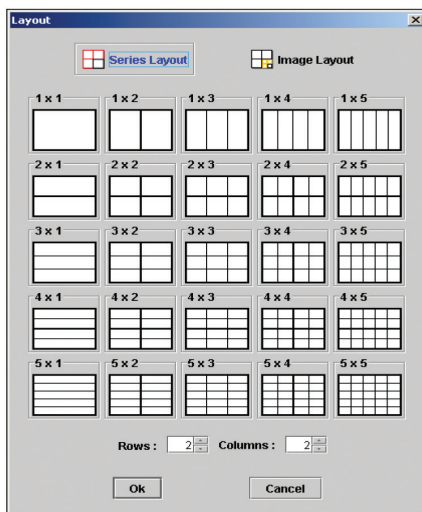 Layout
Series Layout Image Layout
1 x 1 1 x 2 1 x 3 1 x 4 1 x 5
2 x 1 2 x 2 2 x 3 2 x 4 2 x 5
3 x 1 3 x 2 3 x 3 3 x 4 3 x 5
4 x 1 4 x 2 4 x 3 4 x 4 4 x 5
5 x 1 5 x 2 5 x 3 5 x 4 5 x 5
Rows : 2 Columns : 2
Ok Cancel